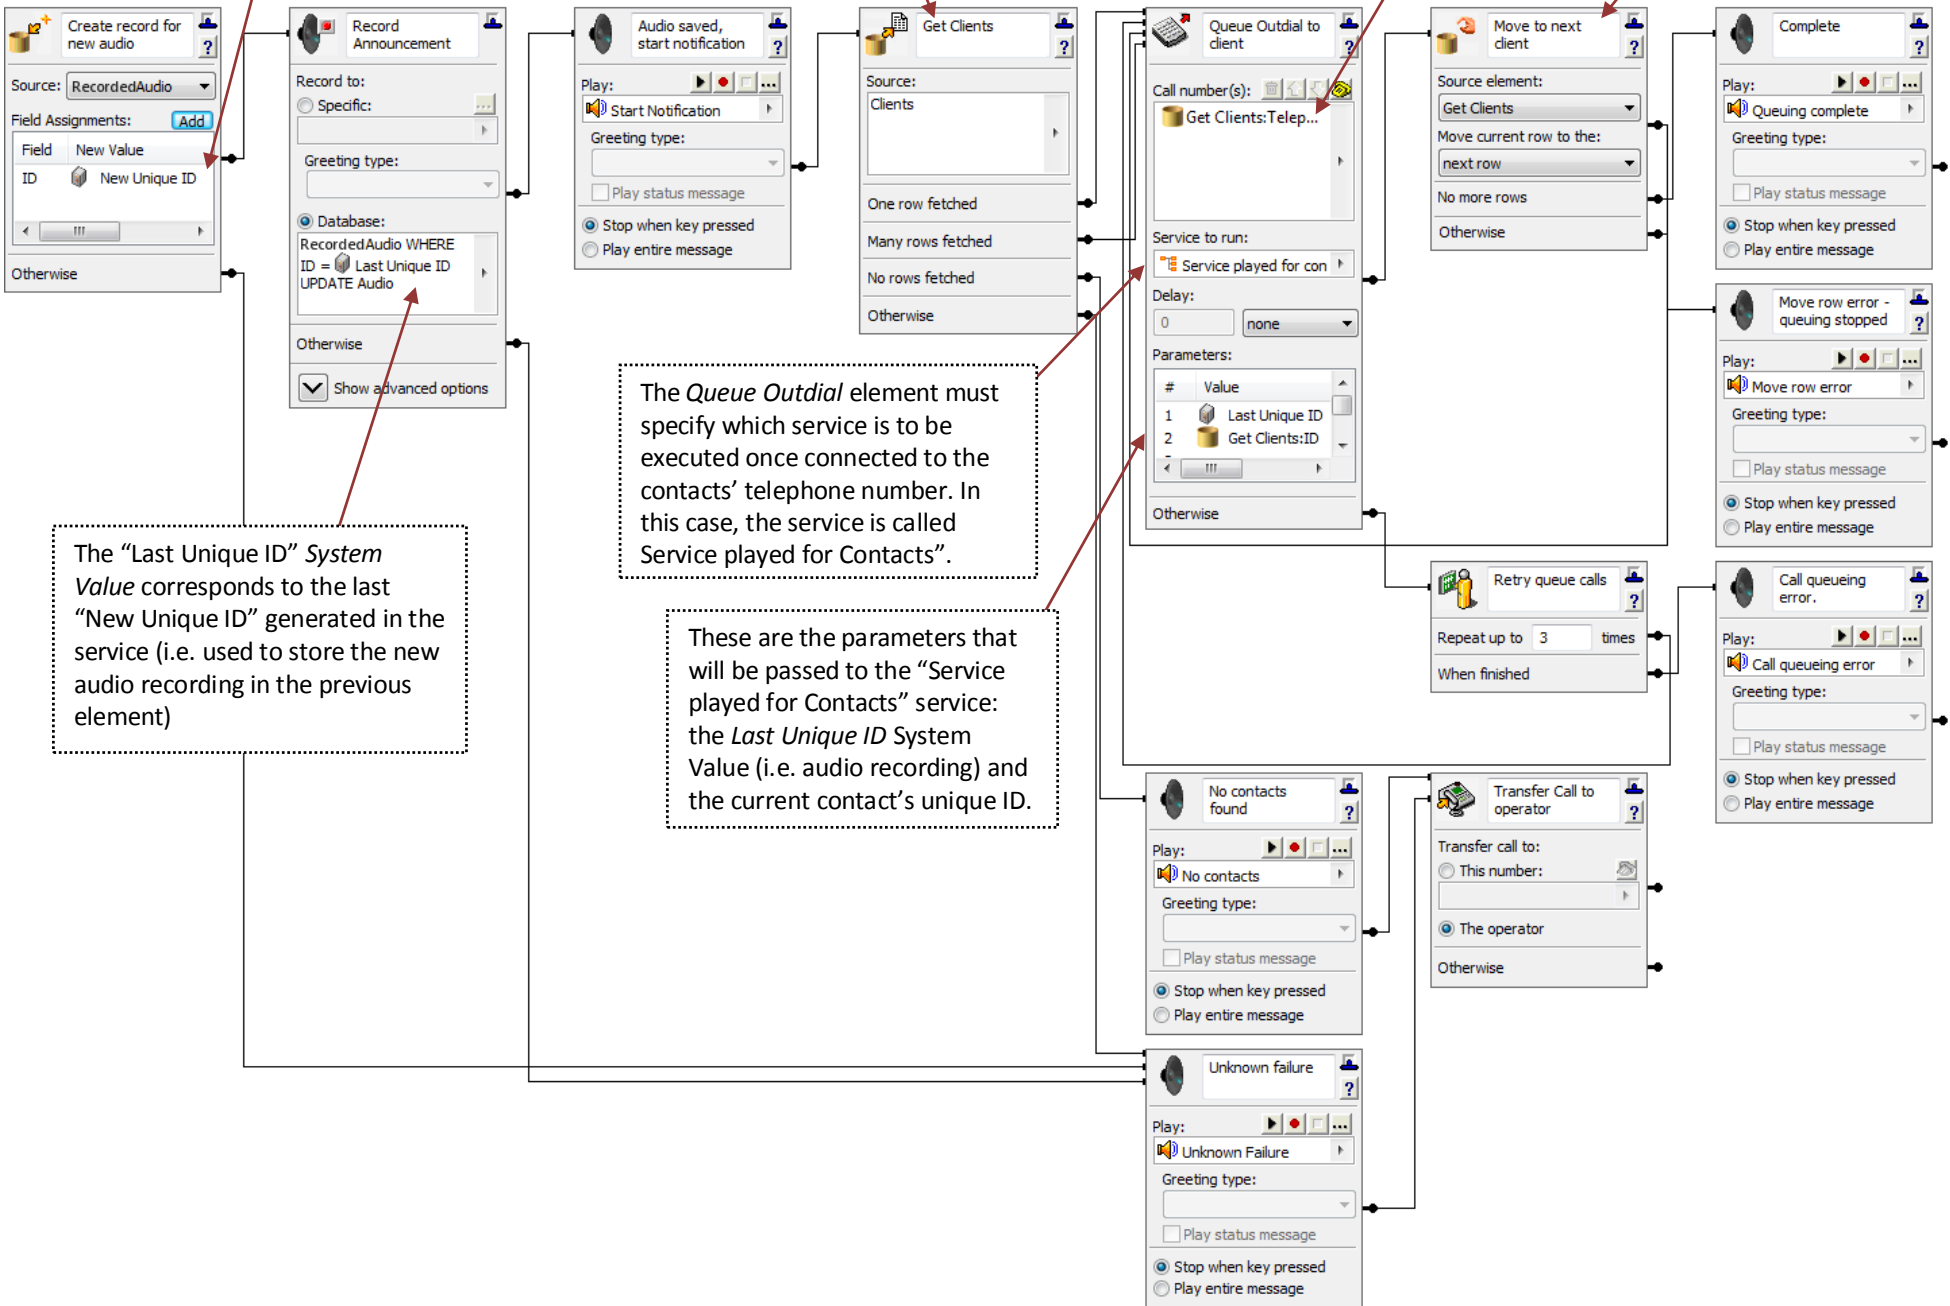 Create record for
new audio
?
Source:
RecordedAudio
Field Assignments:
Add
Field
New Value
ID
New Unique ID
Otherwise
Record
Announcement
Record to:
Specific:
...
Greeting type:
Database:
RecordedAudio WHERE
ID = Last Unique ID
UPDATE Audio
Otherwise
Show advanced options
Audio saved,
start notification
?
Play:
...
Start Notification
Greeting type:
Play status message
Stop when key pressed
Play entire message
Get Clients
?
Source:
Clients
One row fetched
Many rows fetched
No rows fetched
Otherwise
Queue Outdial to
client
?
Call number(s):
Get Clients:Telep...
Service to run:
Service played for con
Delay:
0
none
Parameters:
#
Value
1
Last Unique ID
2
Get Clients:ID
Otherwise
Move to next
client
?
Source element:
Get Clients
Move current row to the:
next row
No more rows
Otherwise
Complete
?
Play:
...
Queuing complete
Greeting type:
Play status message
Stop when key pressed
Play entire message
Move row error -
queuing stopped
?
Play:
...
Move row error
Greeting type:
Play status message
Stop when key pressed
Play entire message
The Queue Outdial element must
specify which service is to be
executed once connected to the
contacts’ telephone number. In
this case, the service is called
Service played for Contacts”.
The “Last Unique ID” System
Value corresponds to the last
“New Unique ID” generated in the
service (i.e. used to store the new
audio recording in the previous
element)
These are the parameters that
will be passed to the “Service
played for Contacts” service:
the Last Unique ID System
Value (i.e. audio recording) and
the current contact’s unique ID.
Retry queue calls
?
Repeat up to
3
times
When finished
Call queueing
error.
?
Play:
...
Call queueing error
Greeting type:
Play status message
Stop when key pressed
Play entire message
No contacts
found
?
Play:
...
No contacts
Greeting type:
Play status message
Stop when key pressed
Play entire message
Transfer Call to
operator
?
Transfer call to:
This number:
The operator
Otherwise
Unknown failure
?
Play:
...
Unknown Failure
Greeting type:
Play status message
Stop when key pressed
Play entire message